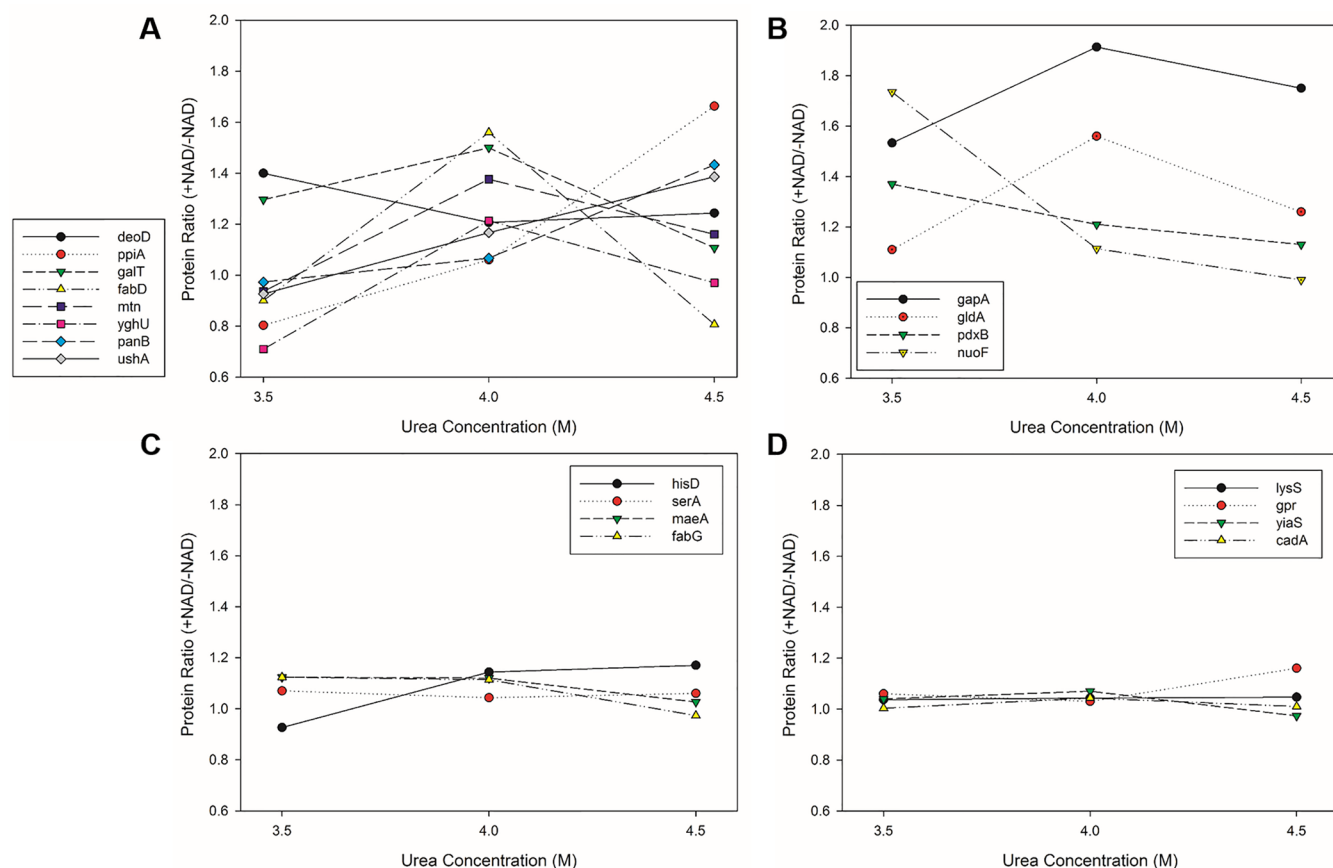 A
2.0
1.8
1.6
1.4
1.2
1.0
0.8
0.6
Protein Ratio (+NAD/-NAD)
3.5 4.0 4.5
Urea Concentration (M)
deoD
ppiA
galT
fabD
mtn
yghU
panB
ushA
B
2.0
1.8
1.6
1.4
1.2
1.0
0.8
0.6
Protein Ratio (+NAD/-NAD)
gapA
gldA
pdxB
nuoF
3.5 4.0 4.5
Urea Concentration (M)
C
2.0
1.8
1.6
1.4
1.2
1.0
0.8
0.6
Protein Ratio (+NAD/-NAD)
hisD
serA
maeA
fabG
3.5 4.0 4.5
Urea Concentration (M)
D
2.0
1.8
1.6
1.4
1.2
1.0
0.8
0.6
Protein Ratio (+NAD/-NAD)
lysS
gpr
yiaS
cadA
3.5 4.0 4.5
Urea Concentration (M)